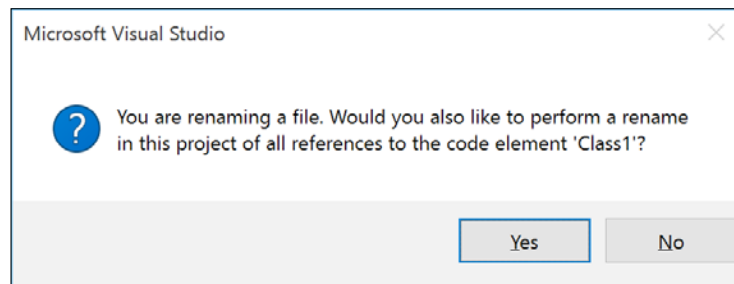 Microsoft Visual Studio
You are renaming a file. Would you also like to perform a rename
in this project of all references to the code element 'Class1'?
Yes
No